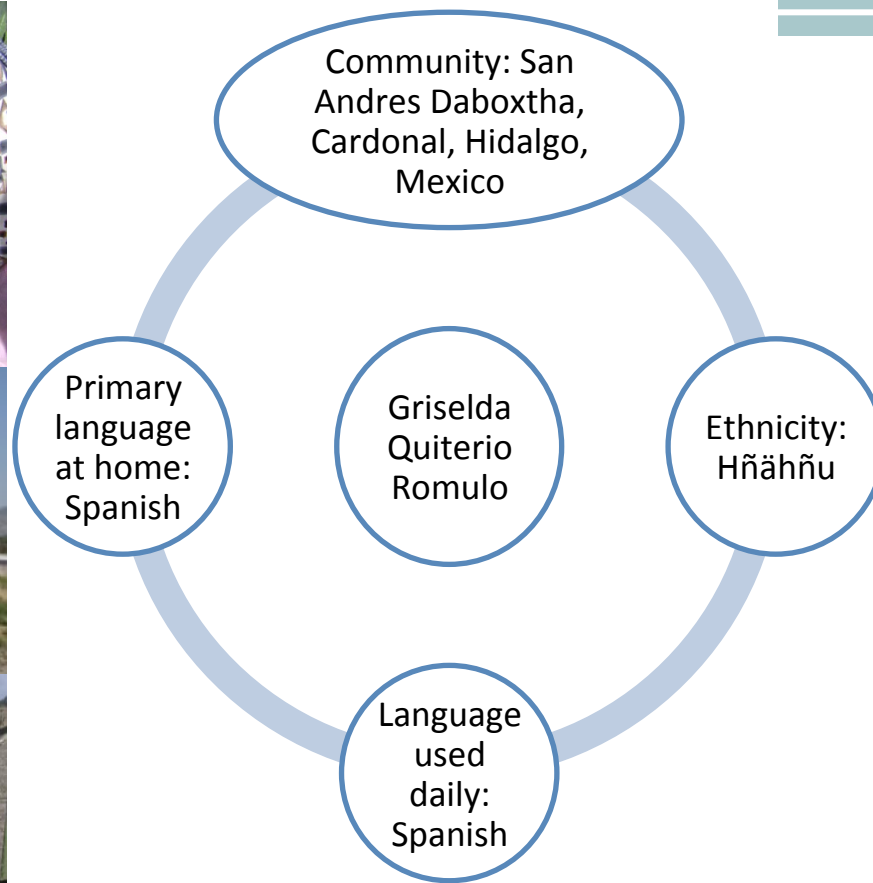 Community: San
Andres Daboxtha,
Cardonal, Hidalgo,
Mexico
Primary
language
at home:
Spanish
Griselda
Quiterio
Romulo
Ethnicity:
Hñähñu
Language
used
daily:
Spanish